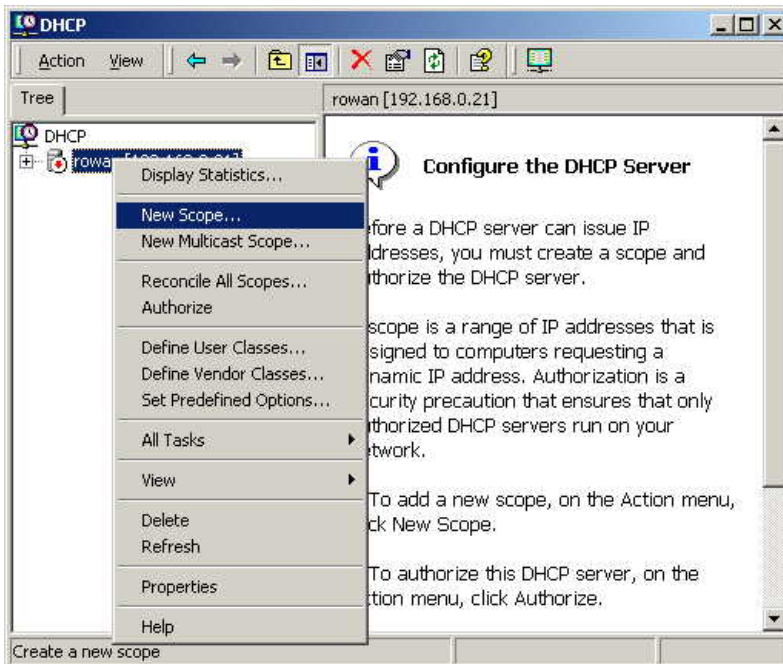 DHCP
Action View
Tree
rowan [192.168.0.21]
DHCP
Configure the DHCP Server
Display Statistics...
New Scope...
New Multicast Scope...
Reconcile All Scopes...
Authorize
Define User Classes...
Define Vendor Classes...
Set Predefined Options...
All Tasks
View
Delete
Refresh
Properties
Help
fore a DHCP server can issue IP
dresses, you must create a scope and
thorize the DHCP server.
scope is a range of IP addresses that is
signed to computers requesting a
namic IP address. Authorization is a
curity precaution that ensures that only
thorized DHCP servers run on your
twork.
To add a new scope, on the Action menu,
ck New Scope.
To authorize this DHCP server, on the
tion menu, click Authorize.
Create a new scope